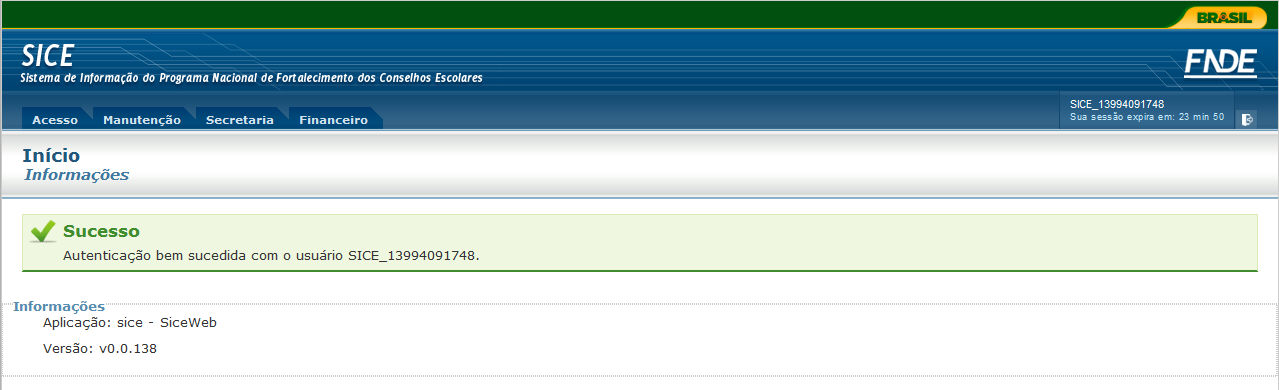 BRASIL
SICE
Sistema de Informação do Programa Nacional de Fortalecimento dos Conselhos Escolares
FNDE
Acesso Manutenção Secretaria Financeiro
SICE_13994091748
Sua sessão expira em: 23 min 50
Início
Informações
Sucesso
Autenticação bem sucedida com o usuário SICE_13994091748.
Informações
Aplicação: sice - SiceWeb
Versão: v0.0.138